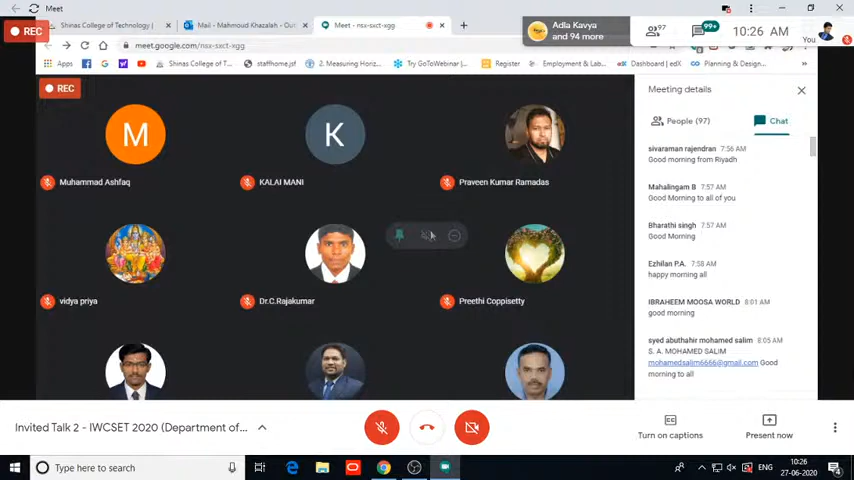 Meet
Shinas College of Technology |
Mail - Mahmoud Khazalah - Out
Meet - nsx-sxct-xgg
Adla Kavya
and 94 more
97
99+
10:26 AM
You
REC
meet.google.com/nsx-sxct-xgg
Apps
Shinas College of T...
staffhome.jsf
2. Measuring Horiz...
Try GoToWebinar |...
Register
Employment & Lab...
Dashboard | edX
Planning & Design...
»
REC
M
K
Muhammad Ashfaq
KALAI MANI
Praveen Kumar Ramadas
vidya priya
Dr.C.Rajakumar
Preethi Coppisetty
Meeting details
People (97)
Chat
sivaraman rajendran 7:56 AM
Good morning from Riyadh
Mahalingam B 7:57 AM
Good Morning to all of you
Bharathi singh 7:57 AM
Good Morning
Ezhilan P.A. 7:58 AM
happy morning all
IBRAHEEM MOOSA WORLD 8:01 AM
good morning
syed abuthahir mohamed salim 8:05 AM
S. A. MOHAMED SALIM
mohamedsalim6666@gmail.com Good
morning to all
Invited Talk 2 - IWCSET 2020 (Department of...
Turn on captions
Present now
Type here to search
ENG
10:26
27-06-2020
4